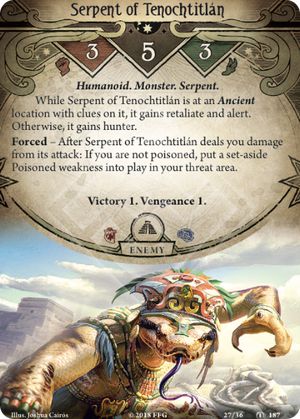 Serpent of Tenochtitlán
3 5 3
Humanoid. Monster. Serpent.
While Serpent of Tenochtitlán is at an Ancient
location with clues on it, it gains retaliate and alert.
Otherwise, it gains hunter.
Forced – After Serpent of Tenochtitlán deals you damage
from its attack: If you are not poisoned, put a set-aside
Poisoned weakness into play in your threat area.
Victory 1. Vengeance 1.
ENEMY
Illus. Joshua Cairós © 2018 FFG 27/36 187